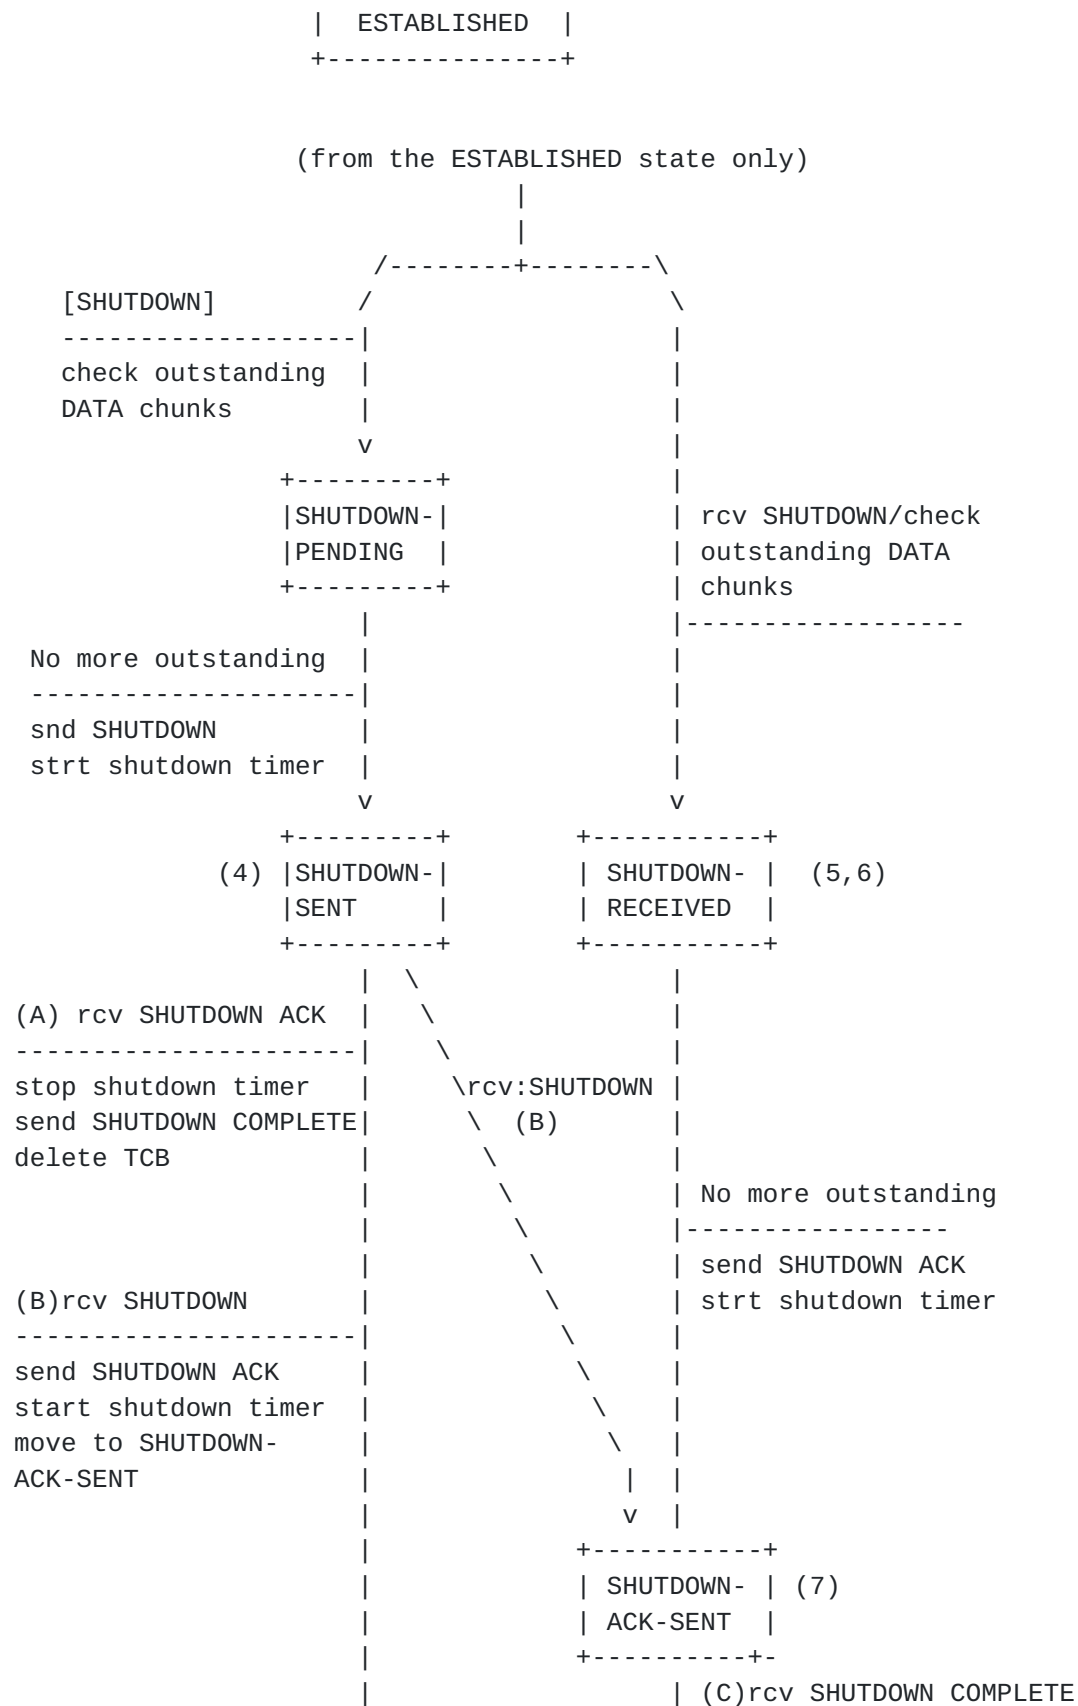 |  ESTABLISHED  |
                    +---------------+


                   (from the ESTABLISHED state only)
                                 |
                                 |
                        /--------+--------\
    [SHUTDOWN]         /                   \
    -------------------|                   |
    check outstanding  |                   |
    DATA chunks        |                   |
                       v                   |
                  +---------+              |
                  |SHUTDOWN-|              | rcv SHUTDOWN/check
                  |PENDING  |              | outstanding DATA
                  +---------+              | chunks
                       |                   |------------------
  No more outstanding  |                   |
  ---------------------|                   |
  snd SHUTDOWN         |                   |
  strt shutdown timer  |                   |
                       v                   v
                  +---------+        +-----------+
              (4) |SHUTDOWN-|        | SHUTDOWN- |  (5,6)
                  |SENT     |        | RECEIVED  |
                  +---------+        +-----------+
                       |  \                |
 (A) rcv SHUTDOWN ACK  |   \               |
 ----------------------|    \              |
 stop shutdown timer   |     \rcv:SHUTDOWN |
 send SHUTDOWN COMPLETE|      \  (B)       |
 delete TCB            |       \           |
                       |        \          | No more outstanding
                       |         \         |-----------------
                       |          \        | send SHUTDOWN ACK
 (B)rcv SHUTDOWN       |           \       | strt shutdown timer
 ----------------------|            \      |
 send SHUTDOWN ACK     |             \     |
 start shutdown timer  |              \    |
 move to SHUTDOWN-     |               \   |
 ACK-SENT              |                |  |
                       |                v  |
                       |             +-----------+
                       |             | SHUTDOWN- | (7)
                       |             | ACK-SENT  |
                       |             +----------+-
                       |                   | (C)rcv SHUTDOWN COMPLETE